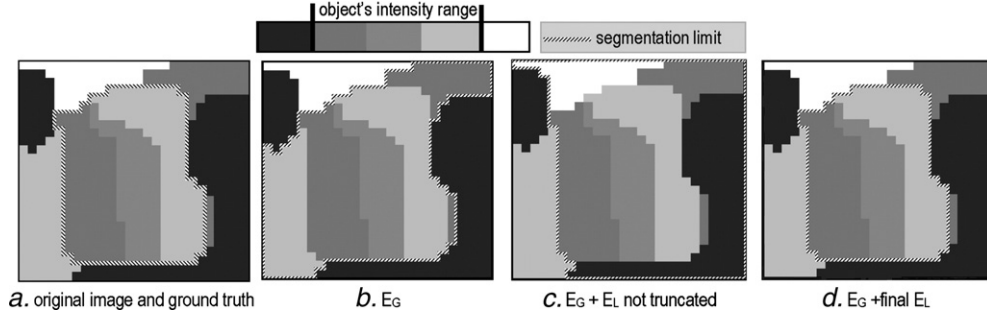 object's intensity range
segmentation limit
a. original image and ground truth
b. EG
c. EG + EL not truncated
d. EG +final EL